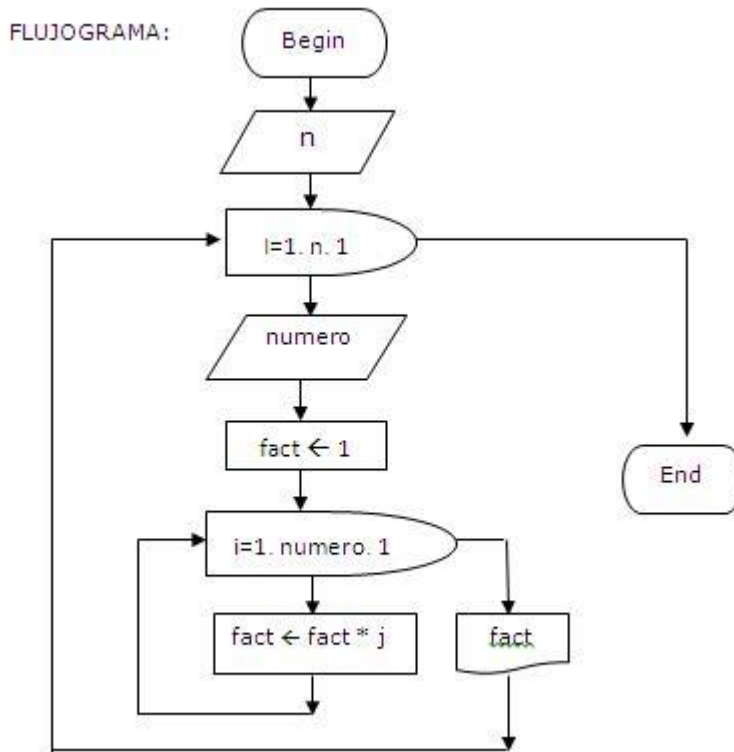 FLUJOGRAMA:
Begin
n
I=1. n. 1
numero
fact ← 1
End
i=1. numero. 1
fact ← fact * j
fact